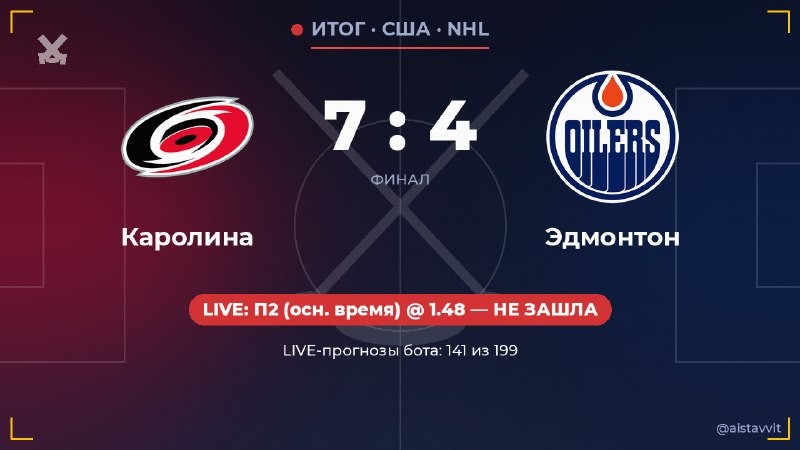 ИТОГ · США · NHL
7 : 4
OILERS
ФИНАЛ
Каролина
Эдмонтон
LIVE: П2 (осн. время) @ 1.48 — НЕ ЗАШЛА
LIVE-прогнозы бота: 141 из 199
@aistavvit